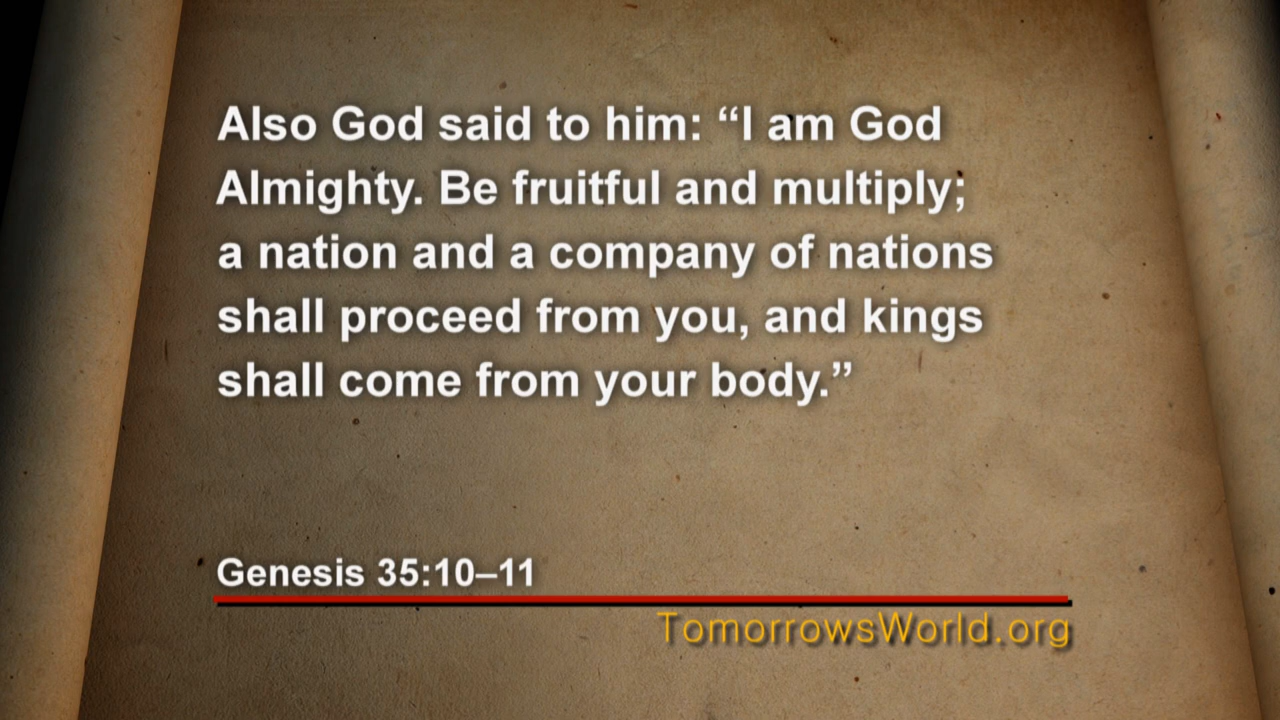 Also God said to him: “I am God
Almighty. Be fruitful and multiply;
a nation and a company of nations
shall proceed from you, and kings
shall come from your body.”
Genesis 35:10–11
TomorrowsWorld.org